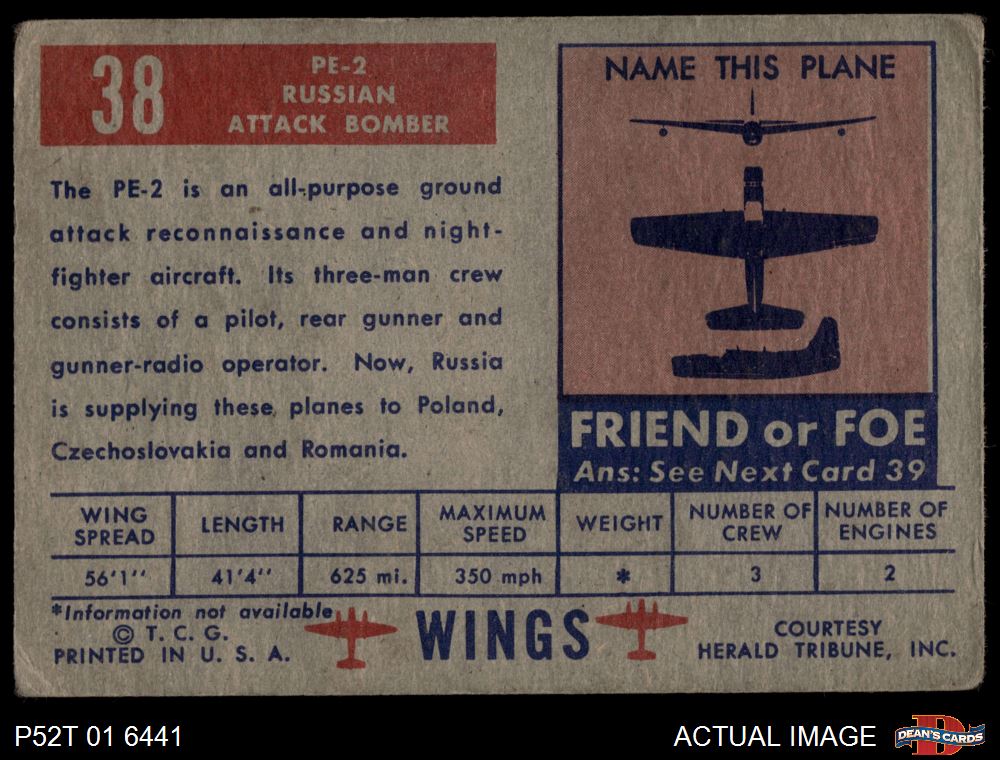 38
PE-2
RUSSIAN
ATTACK BOMBER
The PE-2 is an all-purpose ground
attack reconnaissance and night-
fighter aircraft. Its three-man crew
consists of a pilot, rear gunner and
gunner-radio operator. Now, Russia
is supplying these planes to Poland,
Czechoslovakia and Romania.
NAME THIS PLANE
FRIEND or FOE
Ans: See Next Card 39
WING SPREAD LENGTH RANGE MAXIMUM SPEED WEIGHT NUMBER OF CREW NUMBER OF ENGINES
56'1'' 41'4'' 625 mi. 350 mph * 3 2
*Information not available
© T. C. G.
PRINTED IN U. S. A.
WINGS
COURTESY
HERALD TRIBUNE, INC.
P52T 01 6441
ACTUAL IMAGE
D
DEAN'S CARDS